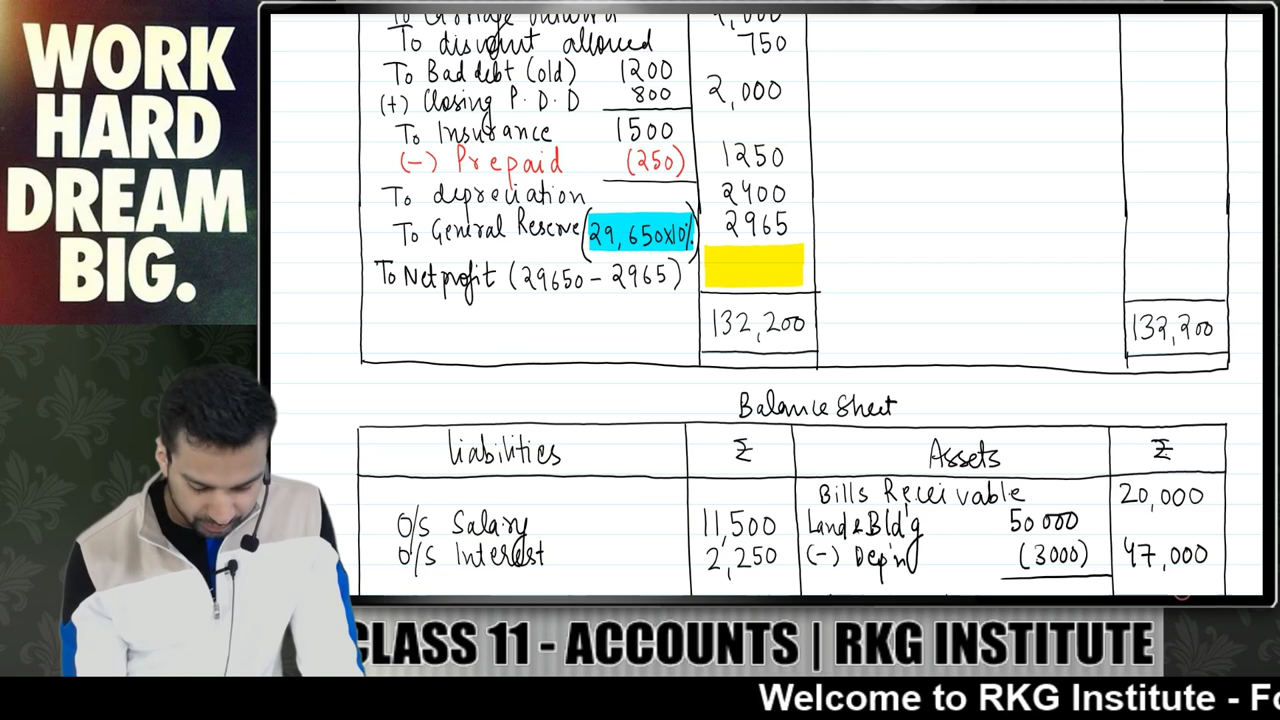 WORK
HARD
DREAM
BIG.
To Carriage
To discount allowed 750
To Bad debt (old) 1200
(+) Closing P.D.D 800 2,000
To Insurance 1500
(-) Prepaid (250) 1250
To depreciation 2400
To General Reserve (29,650x10%) 2965
To Net profit (29650 - 2965)
132,200 132,200
Balance Sheet
Liabilities ₹ Assets ₹
Bills Receivable 20,000
O/S Salary 11,500 Land & Bld'g 50000
O/S Interest 2,250 (-) Dep'n (3000) 47,000
CLASS 11 - ACCOUNTS | RKG INSTITUTE
Welcome to RKG Institute - Fo